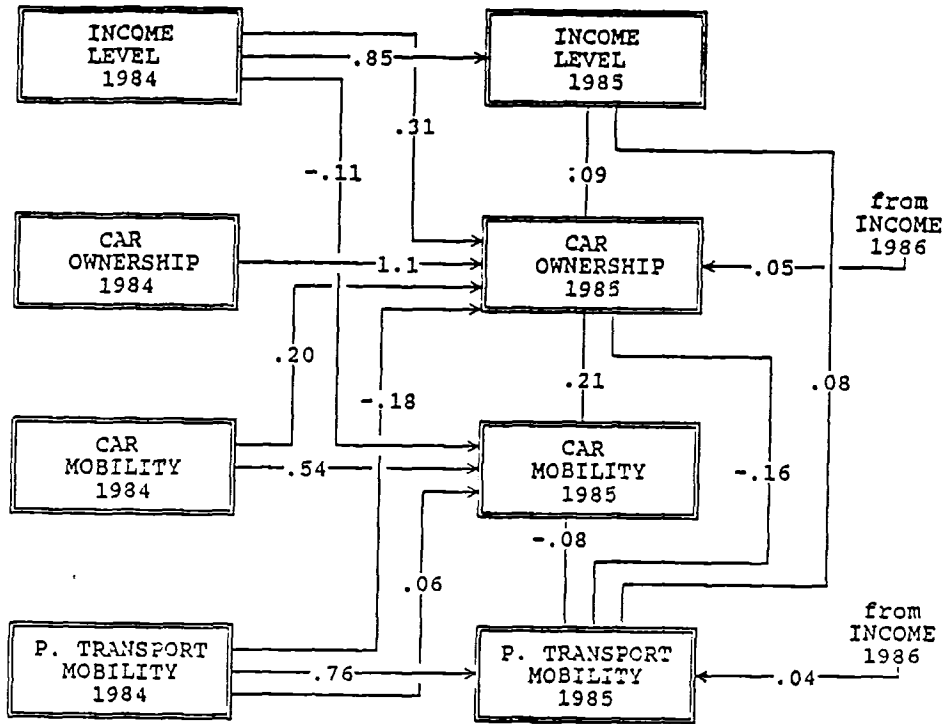 INCOME
LEVEL
1984
INCOME
LEVEL
1985
.85
.31
-.11
.09
from
INCOME
1986
CAR
OWNERSHIP
1984
CAR
OWNERSHIP
1985
1.1
.05
.20
-.18
.21
.08
CAR
MOBILITY
1984
CAR
MOBILITY
1985
.54
-.16
-.08
.06
from
INCOME
1986
P. TRANSPORT
MOBILITY
1984
P. TRANSPORT
MOBILITY
1985
.76
.04